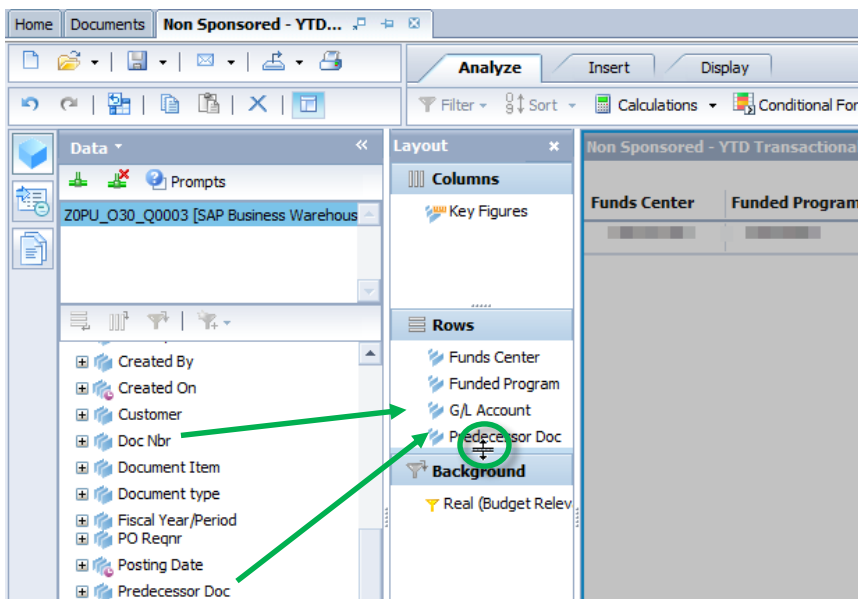 Home Documents Non Sponsored - YTD...
Analyze Insert Display
Filter Sort Calculations Conditional For
Data
Prompts
Z0PU_O30_Q0003 [SAP Business Warehous
Created By
Created On
Customer
Doc Nbr
Document Item
Document type
Fiscal Year/Period
PO Reqnr
Posting Date
Predecessor Doc
Layout
Columns
Key Figures
Rows
Funds Center
Funded Program
G/L Account
Predecessor Doc
Background
Real (Budget Relev
Non Sponsored - YTD Transactiona
Funds Center Funded Program